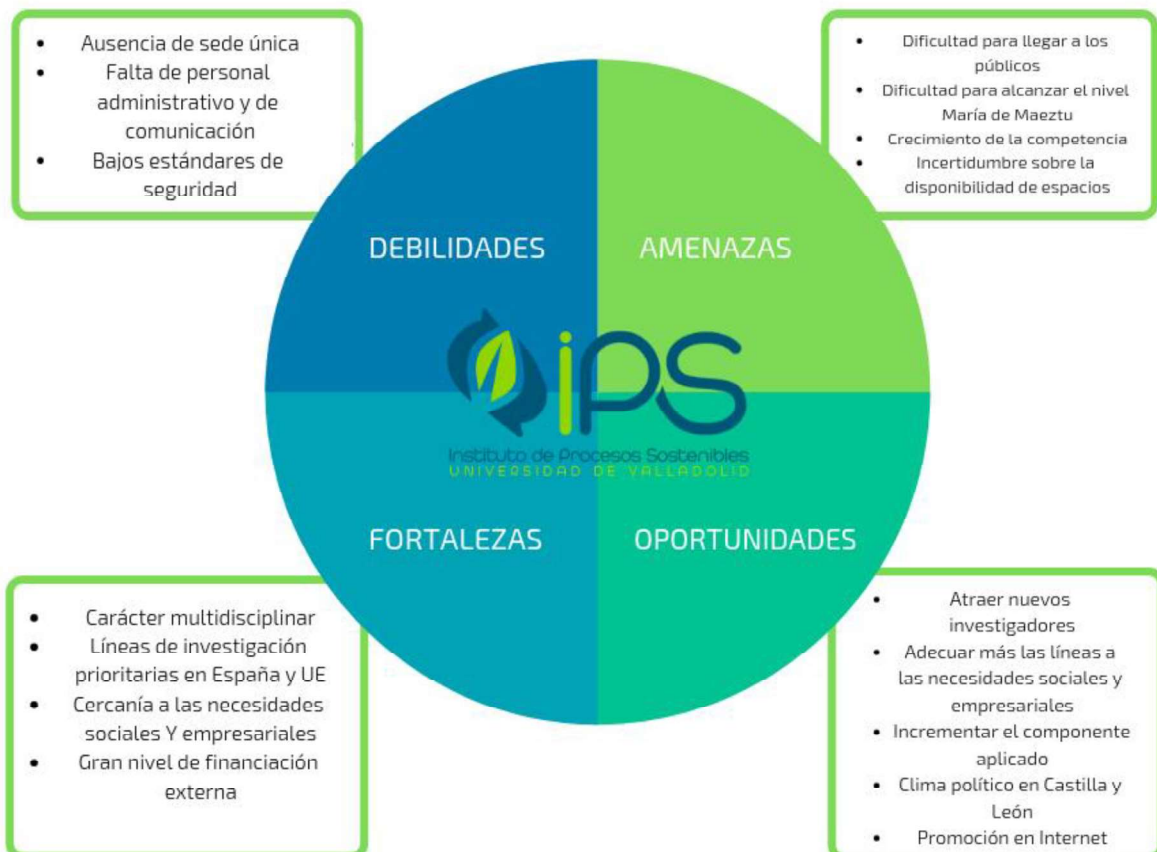 • Ausencia de sede única
• Falta de personal
administrativo y de
comunicación
• Bajos estándares de
seguridad
• Dificultad para llegar a los
públicos
• Dificultad para alcanzar el nivel
María de Maeztu
• Crecimiento de la competencia
• Incertidumbre sobre la
disponibilidad de espacios
DEBILIDADES
AMENAZAS
iPS
Instituto de Procesos Sostenibles
UNIVERSIDAD DE VALLADOLID
FORTALEZAS
OPORTUNIDADES
• Carácter multidisciplinar
• Líneas de investigación
prioritarias en España y UE
• Cercanía a las necesidades
sociales Y empresariales
• Gran nivel de financiación
externa
• Atraer nuevos
investigadores
• Adecuar más las líneas a
las necesidades sociales y
empresariales
• Incrementar el componente
aplicado
• Clima político en Castilla y
León
• Promoción en Internet